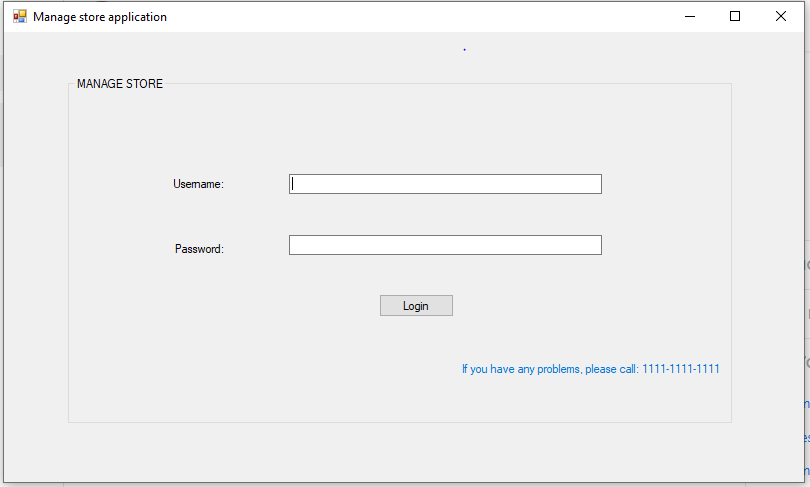 Manage store application
MANAGE STORE
Username:
Password:
Login
If you have any problems, please call: 1111-1111-1111